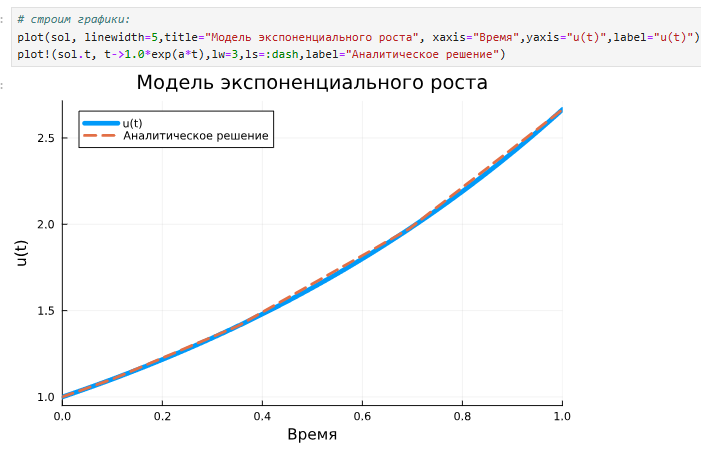 # строим графики:
plot(sol, linewidth=5,title="Модель экспоненциального роста", xaxis="Время",yaxis="u(t)",label="u(t)")
plot!(sol.t, t->1.0*exp(a*t),lw=3,ls=:dash,label="Аналитическое решение")
Модель экспоненциального роста
u(t)
Аналитическое решение
2.5
2.0
1.5
1.0
u(t)
0.0 0.2 0.4 0.6 0.8 1.0
Время